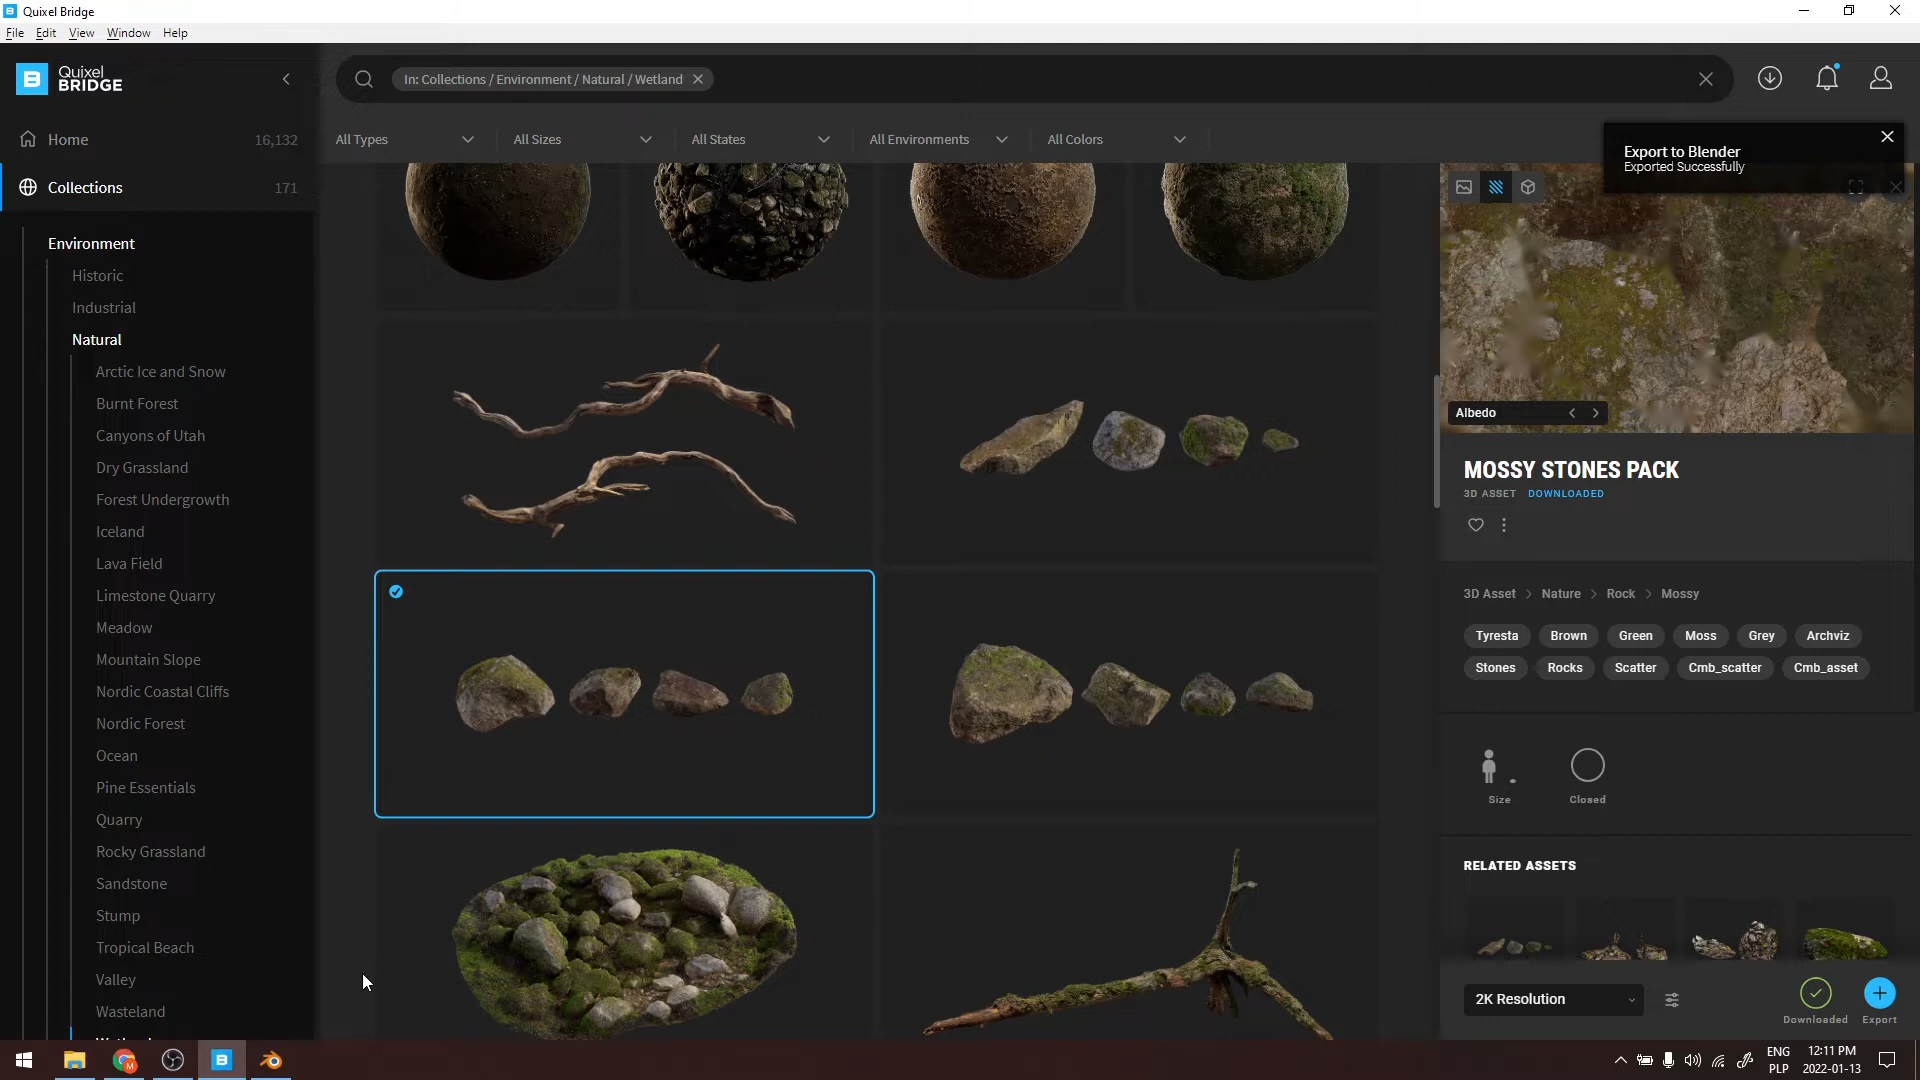 Quixel Bridge
File Edit View Window Help
Quixel
BRIDGE
In: Collections / Environment / Natural / Wetland
Home 16,132
All Types All Sizes All States All Environments All Colors
Export to Blender
Exported Successfully
Collections 171
Environment
Historic
Industrial
Natural
Arctic Ice and Snow
Burnt Forest
Canyons of Utah
Dry Grassland
Forest Undergrowth
Iceland
Lava Field
Limestone Quarry
Meadow
Mountain Slope
Nordic Coastal Cliffs
Nordic Forest
Ocean
Pine Essentials
Quarry
Rocky Grassland
Sandstone
Stump
Tropical Beach
Valley
Wasteland
Albedo
MOSSY STONES PACK
3D ASSET DOWNLOADED
3D Asset > Nature > Rock > Mossy
Tyresta Brown Green Moss Grey Archviz
Stones Rocks Scatter Cmb_scatter Cmb_asset
Size Closed
RELATED ASSETS
2K Resolution
Downloaded Export
ENG 12:11 PM
PLP 2022-01-13